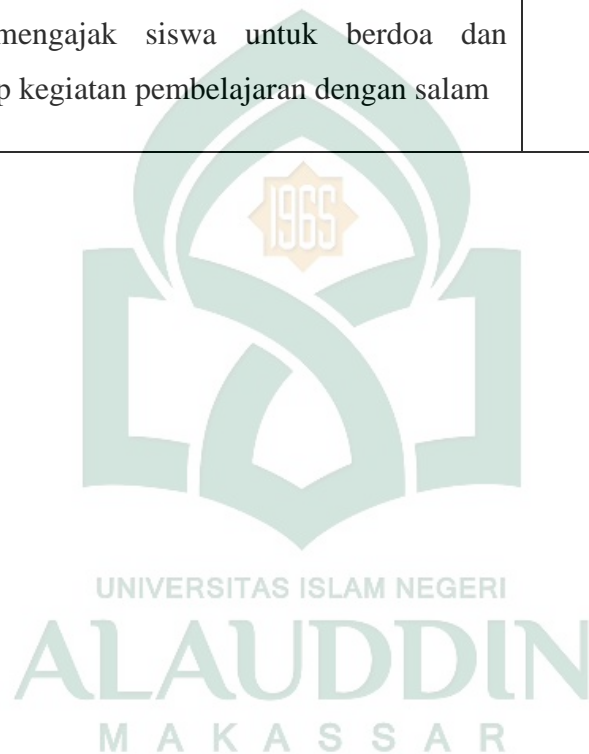 mengajak siswa untuk berdoa dan
p kegiatan pembelajaran dengan salam
1965
UNIVERSITAS ISLAM NEGERI
ALAUDDIN
MAKASSAR